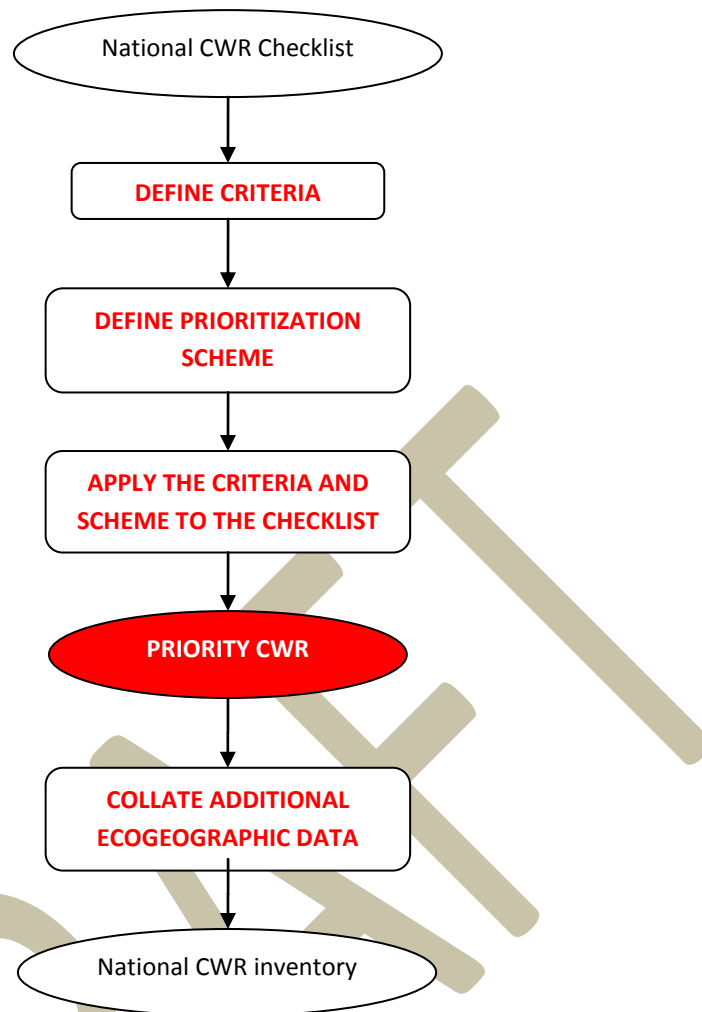 National CWR Checklist
DEFINE CRITERIA
DEFINE PRIORITIZATION
SCHEME
APPLY THE CRITERIA AND
SCHEME TO THE CHECKLIST
PRIORITY CWR
COLLATE ADDITIONAL
ECOGEOGRAPHIC DATA
National CWR inventory